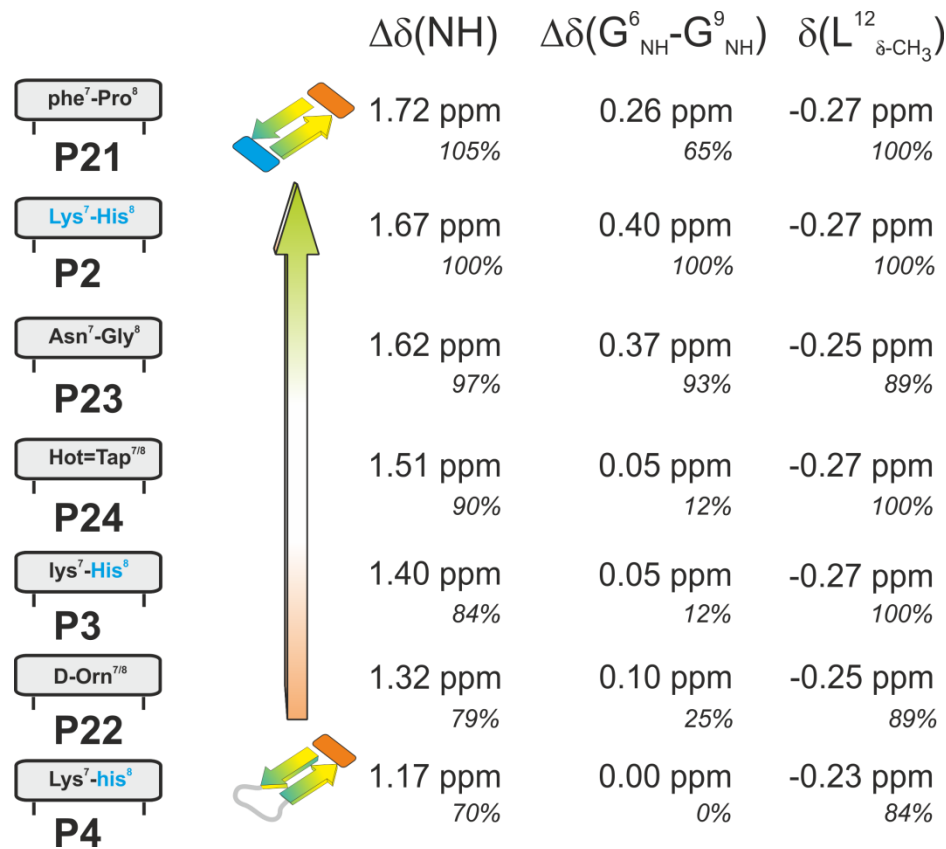 Δδ(NH) Δδ(G⁶NH-G⁹NH) δ(L¹²δ-CH₃)
phe⁷-Pro⁸
1.72 ppm 0.26 ppm -0.27 ppm
105% 65% 100%
P21
Lys⁷-His⁸
1.67 ppm 0.40 ppm -0.27 ppm
100% 100% 100%
P2
Asn⁷-Gly⁸
1.62 ppm 0.37 ppm -0.25 ppm
97% 93% 89%
P23
Hot=Tap⁷/⁸
1.51 ppm 0.05 ppm -0.27 ppm
90% 12% 100%
P24
lys⁷-His⁸
1.40 ppm 0.05 ppm -0.27 ppm
84% 12% 100%
P3
D-Orn⁷/⁸
1.32 ppm 0.10 ppm -0.25 ppm
79% 25% 89%
P22
Lys⁷-his⁸
1.17 ppm 0.00 ppm -0.23 ppm
70% 0% 84%
P4